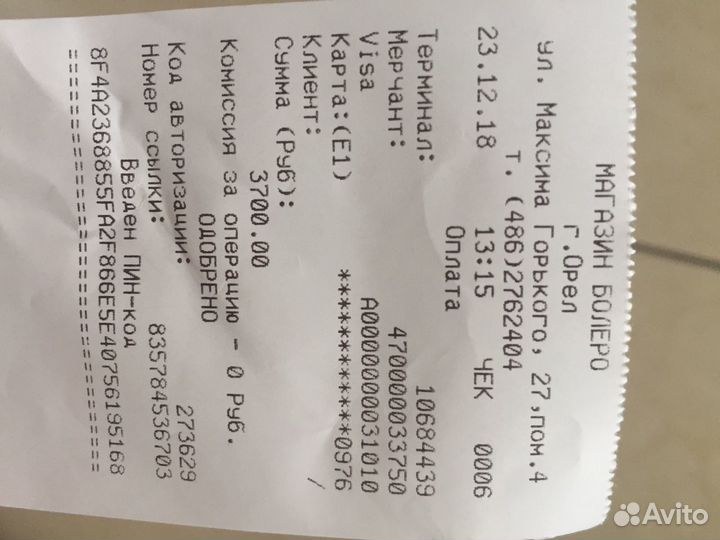 МАГАЗИН БОЛЕРО
г.Орел
ул. Максима Горького, 27,пом.4
т. (486)2762404
23.12.18 13:15 ЧЕК 0006
Оплата
Терминал: 10684439
Мерчант: 470000033750
Visa A0000000031010
Карта:(E1) ************0976
Клиент: /
Сумма (Руб):
3700.00
Комиссия за операцию – 0 Руб.
ОДОБРЕНО
Код авторизации: 273629
Номер ссылки: 835784536703
Введен ПИН-код
8F4A2368855FA2F866E5E40756195168
================================
Avito